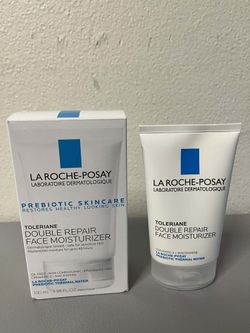 LA ROCHE-POSAY
LABORATOIRE DERMATOLOGIQUE
PREBIOTIC SKINCARE
RESTORES HEALTHY LOOKING SKIN
TOLERIANE
DOUBLE REPAIR
FACE MOISTURIZER
LA ROCHE-POSAY
PREBIOTIC THERMAL WATER
LA ROCHE-POSAY
LABORATOIRE DERMATOLOGIQUE
TOLERIANE
DOUBLE REPAIR
FACE MOISTURIZER
LA ROCHE-POSAY
PREBIOTIC THERMAL WATER